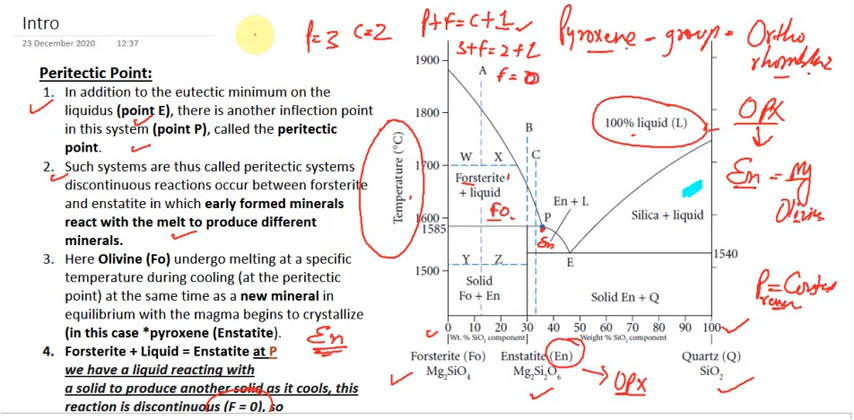 Intro
23 December 2020 12:37
P=3 C=2
P+f=C+1
3+f=2+1
f=0
Pyroxene - group - Ortho
rhombic
Peritectic Point:
1. In addition to the eutectic minimum on the
liquidus (point E), there is another inflection point
in this system (point P), called the peritectic
point.
2. Such systems are thus called peritectic systems
discontinuous reactions occur between forsterite
and enstatite in which early formed minerals
react with the melt to produce different
minerals.
3. Here Olivine (Fo) undergo melting at a specific
temperature during cooling (at the peritectic
point) at the same time as a new mineral in
equilibrium with the magma begins to crystallize
(in this case *pyroxene (Enstatite).
En
4. Forsterite + Liquid = Enstatite at P
we have a liquid reacting with
a solid to produce another solid as it cools, this
reaction is discontinuous (F = 0), so
Temperature (°C)
1900
1800
1700
1600
1585
1500
A
B
C
W X
Forsterite
+ liquid
Fo
100% liquid (L)
En + L
P
En
Silica + liquid
E
1540
Y Z
Solid
Fo + En
Solid En + Q
0 10 20 30 40 50 60 70 80 90 100
Wt. % SiO2 component Weight % SiO2 component
Forsterite (Fo) Enstatite (En) Quartz (Q)
Mg2SiO4 Mg2Si2O6 SiO2
OPX
OPX
En = Mg
P=Const